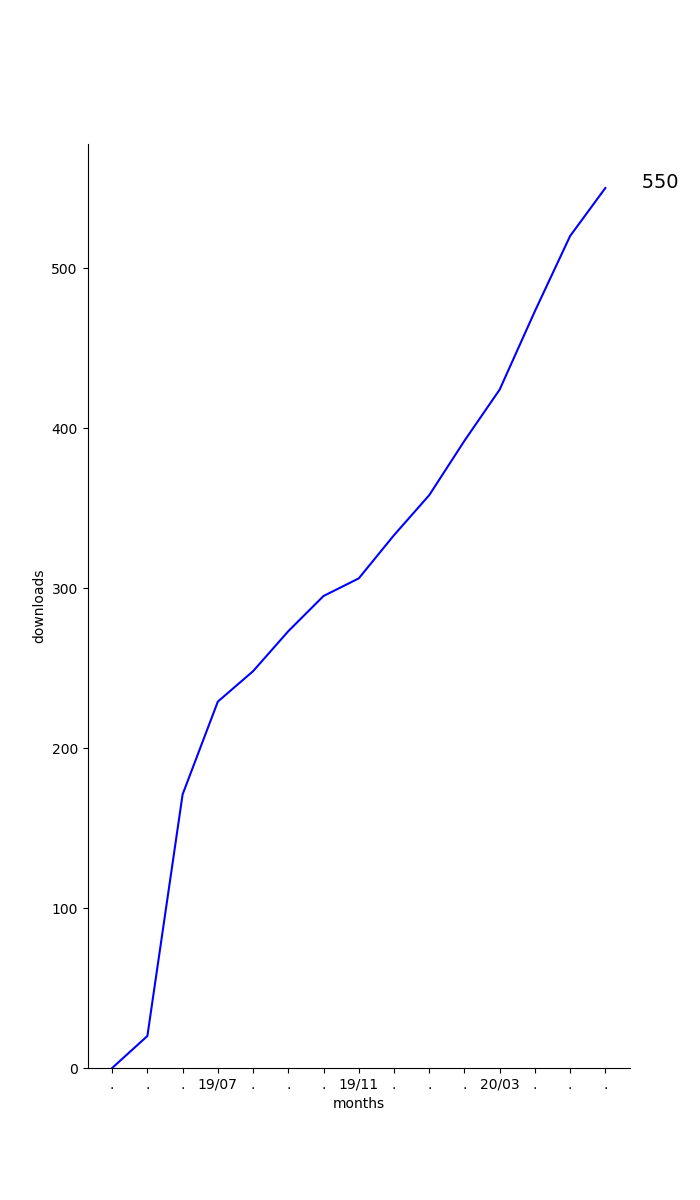 550
500
400
300
200
100
0
downloads
. . . 19/07 . . . 19/11 . . . 20/03 . . .
months